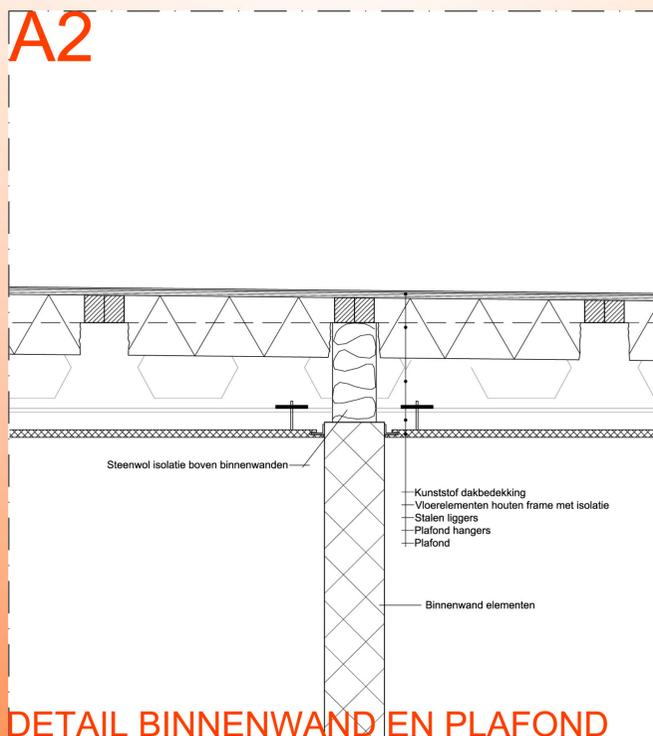 A2
Steenwol isolatie boven binnenwanden
Kunststof dakbedekking
Vloerelementen houten frame met isolatie
Stalen liggers
Plafond hangers
Plafond
Binnenwand elementen
DETAIL BINNENWAND EN PLAFOND